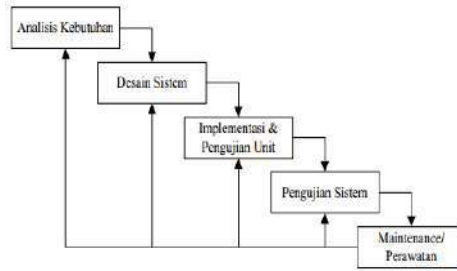 Analisis Kebutuhan
Desain Sistem
Implementasi &
Pengujian Unit
Pengujian Sistem
Maintenance/
Perawatan